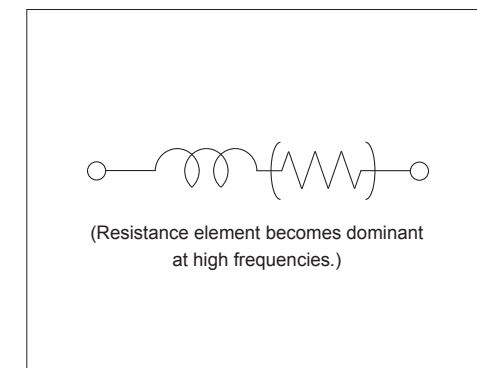 (Resistance element becomes dominant
at high frequencies.)